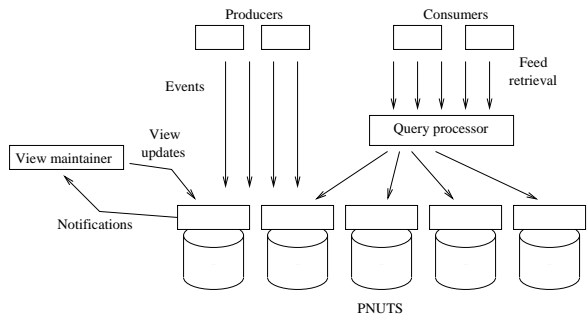 Producers
Consumers
Feed
retrieval
Events
Query processor
View
updates
View maintainer
Notifications
PNUTS